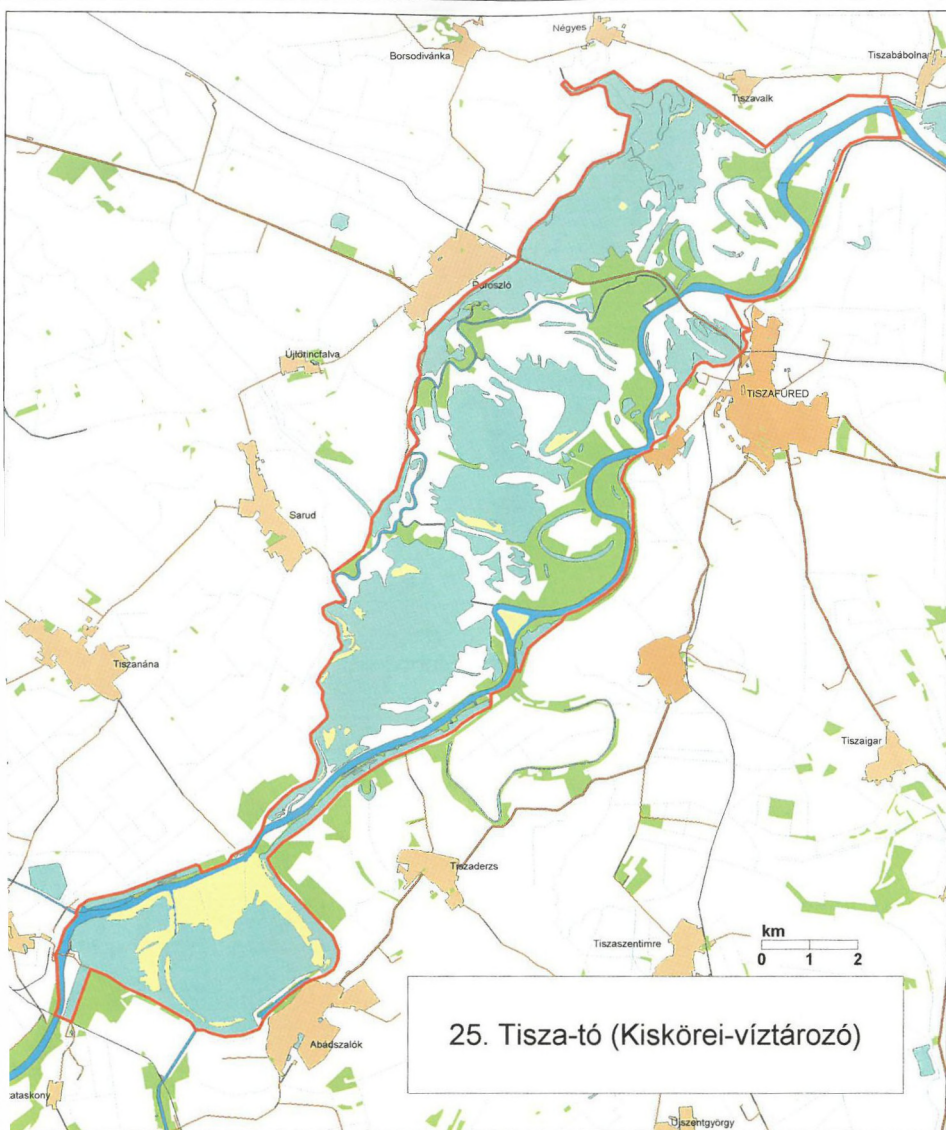 Négyes
Borsodivánka
Tiszabábolna
Tiszavalk
Poroszló
Újlőrincfalva
TISZAFÜRED
Sarud
Tiszanána
Tiszaigar
Tiszaderzs
Tiszaszentimre
km
0 1 2
25. Tisza-tó (Kiskörei-víztározó)
Abádszalók
ataskony